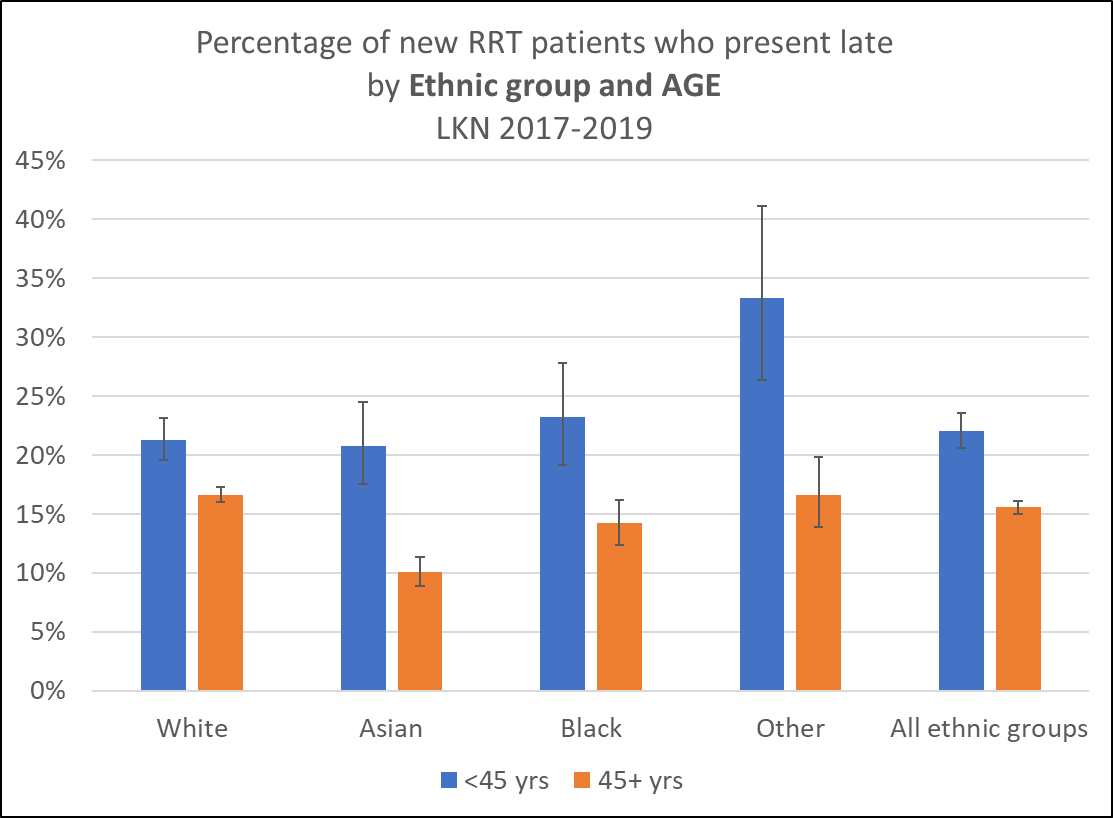 Percentage of new RRT patients who present late
by Ethnic group and AGE
LKN 2017-2019
45%
40%
35%
30%
25%
20%
15%
10%
5%
0%
White Asian Black Other All ethnic groups
<45 yrs 45+ yrs